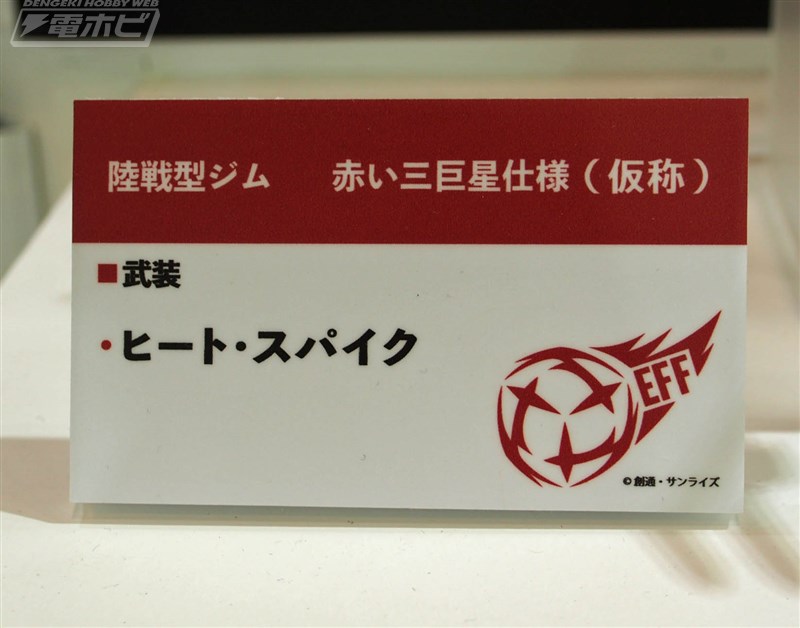 DENGEKI HOBBY WEB
電ホビ
陸戦型ジム　　赤い三巨星仕様（仮称）
■武装
・ヒート・スパイク
EFF
©創通・サンライズ